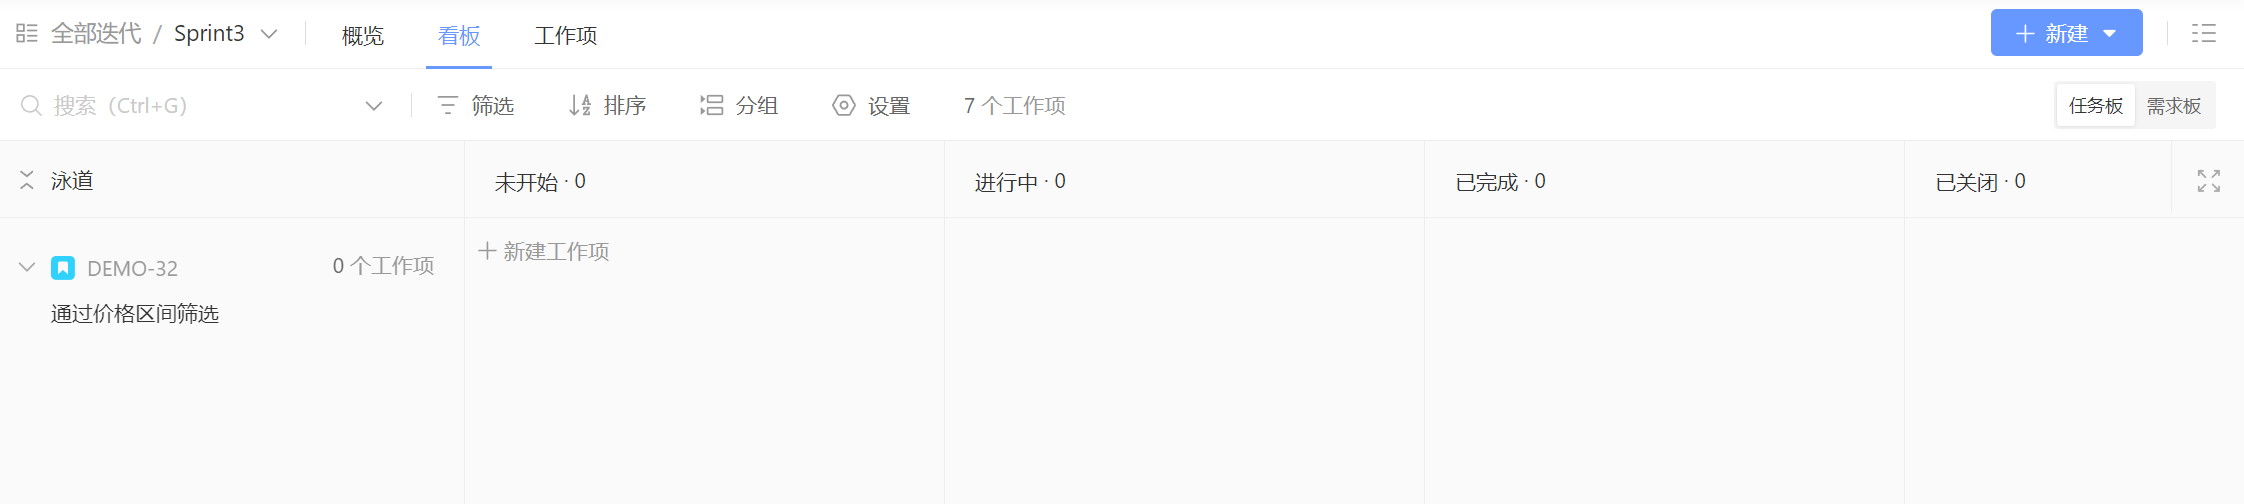 全部迭代 / Sprint3 概览 看板 工作项 新建
搜索（Ctrl+G） 筛选 排序 分组 设置 7 个工作项 任务板 需求板
泳道 未开始 · 0 进行中 · 0 已完成 · 0 已关闭 · 0
DEMO-32 0 个工作项 新建工作项
通过价格区间筛选